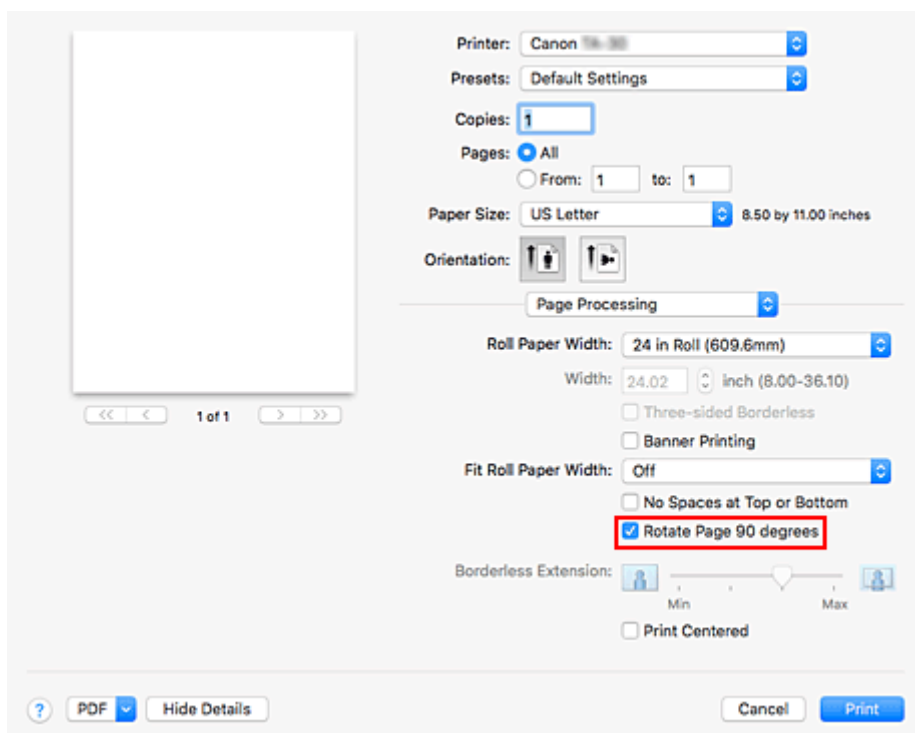 Printer: Canon
Presets: Default Settings
Copies: 1
Pages: All
From: 1 to: 1
Paper Size: US Letter 8.50 by 11.00 inches
Orientation:
Page Processing
Roll Paper Width: 24 in Roll (609.6mm)
Width: 24.02 inch (8.00-36.10)
<< < 1 of 1 > >>
Three-sided Borderless
Banner Printing
Fit Roll Paper Width: Off
No Spaces at Top or Bottom
Rotate Page 90 degrees
Borderless Extension:
Min Max
Print Centered
? PDF Hide Details Cancel Print